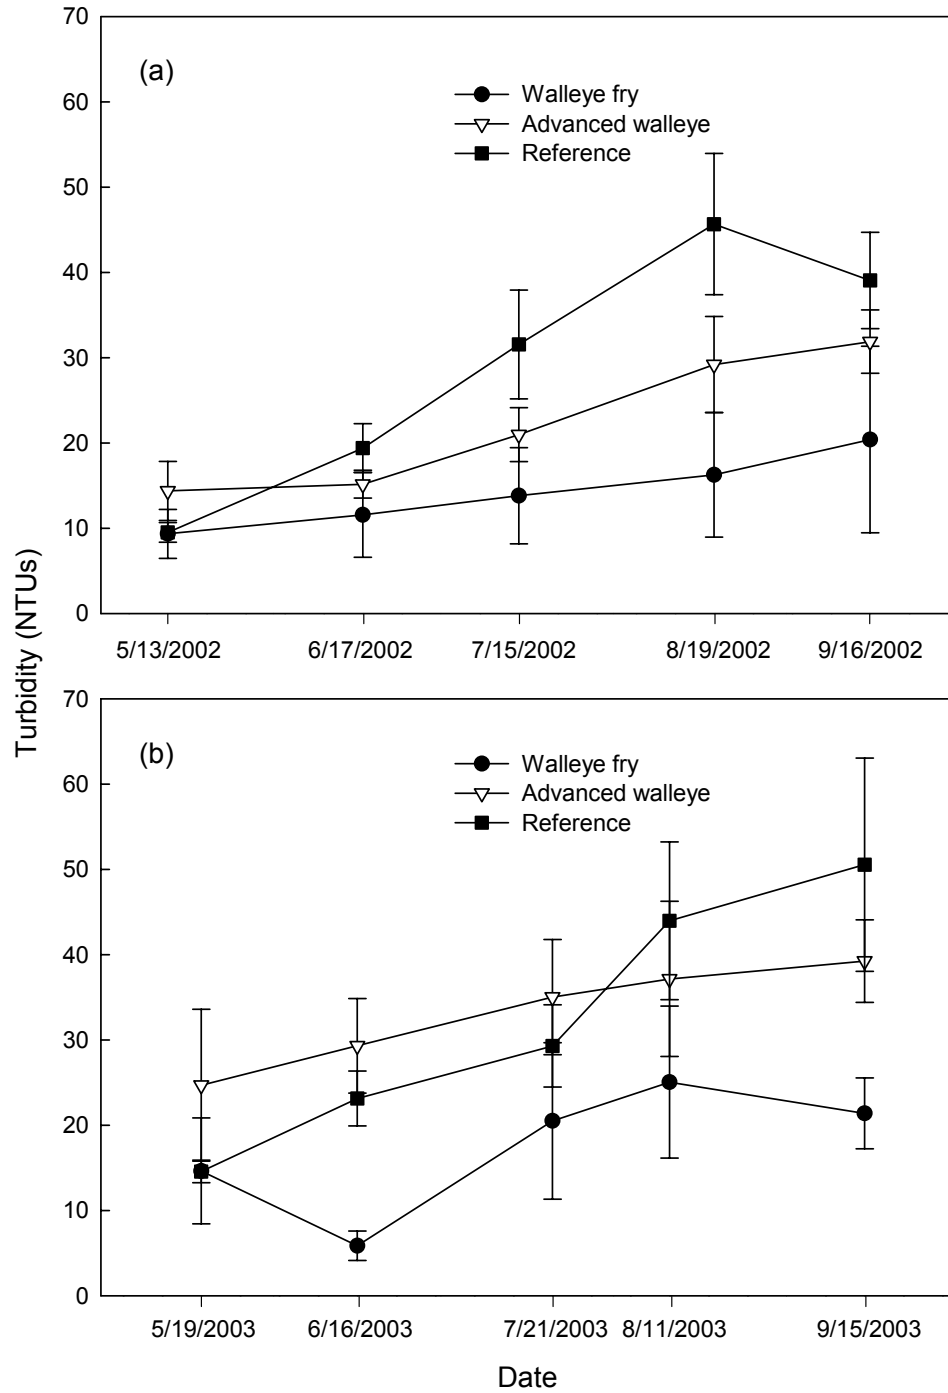 70
(a)
60
Walleye fry
Advanced walleye
Reference
50
40
30
20
10
0
5/13/2002 6/17/2002 7/15/2002 8/19/2002 9/16/2002
Turbidity (NTUs)
70
(b)
Walleye fry
60
Advanced walleye
Reference
50
40
30
20
10
0
5/19/2003 6/16/2003 7/21/2003 8/11/2003 9/15/2003
Date